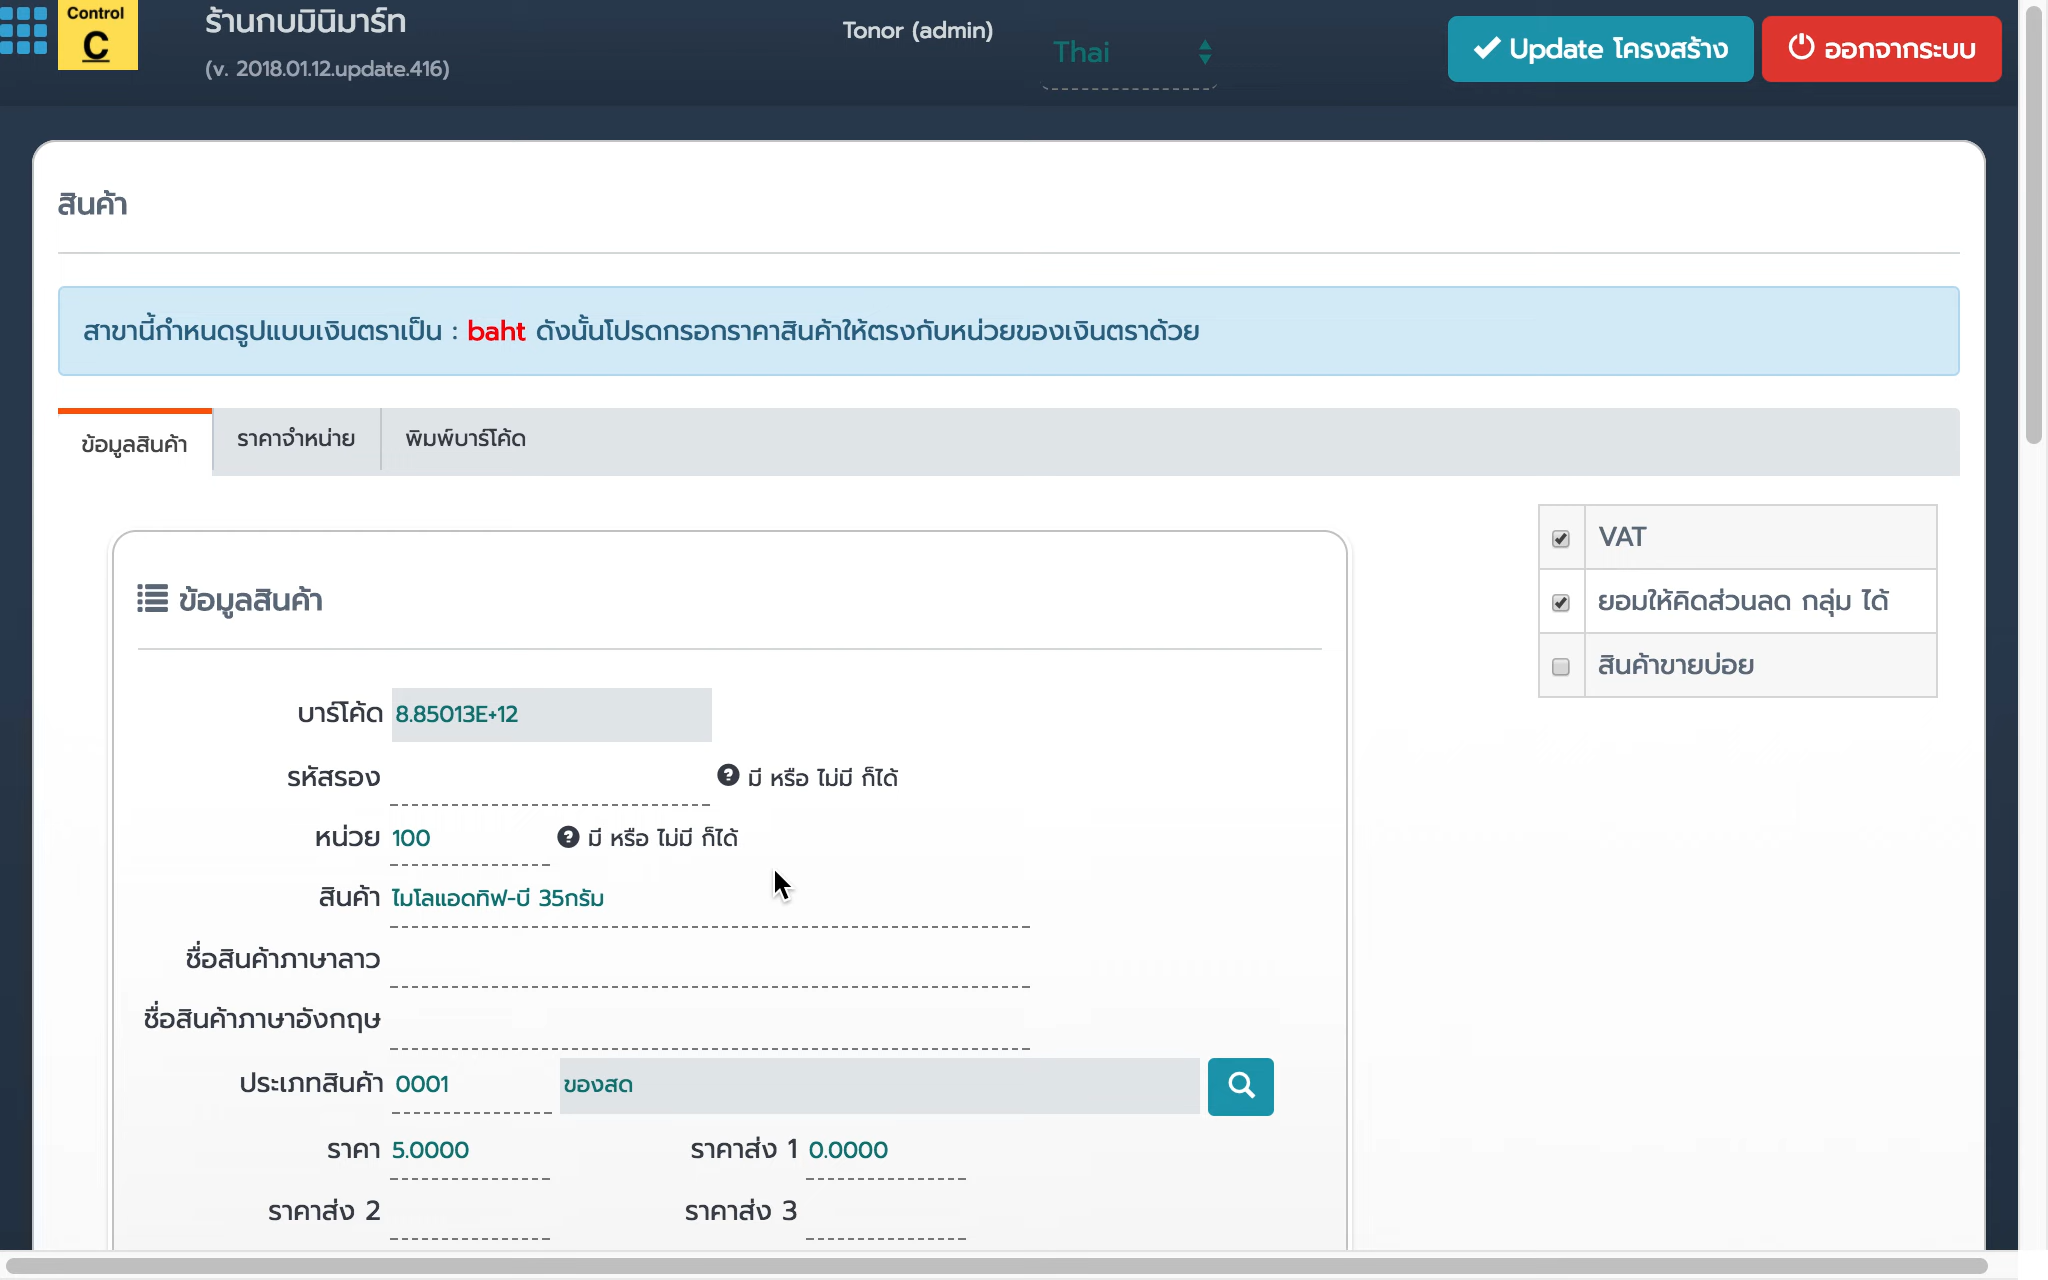 Control
C
ร้านกบมินิมาร์ท
(v. 2018.01.12.update.416)
Tonor (admin)
Thai
Update โครงสร้าง
ออกจากระบบ
สินค้า
สาขานี้กำหนดรูปแบบเงินตราเป็น : baht ดังนั้นโปรดกรอกราคาสินค้าให้ตรงกับหน่วยของเงินตราด้วย
ข้อมูลสินค้า ราคาจำหน่าย พิมพ์บาร์โค้ด
VAT
ยอมให้คิดส่วนลด กลุ่ม ได้
สินค้าขายบ่อย
ข้อมูลสินค้า
บาร์โค้ด 8.85013E+12
รหัสรอง มี หรือ ไม่มี ก็ได้
หน่วย 100 มี หรือ ไม่มี ก็ได้
สินค้า ไมโลแอดทิฟ-บี 35กรัม
ชื่อสินค้าภาษาลาว
ชื่อสินค้าภาษาอังกฤษ
ประเภทสินค้า 0001 ของสด
ราคา 5.0000 ราคาส่ง 1 0.0000
ราคาส่ง 2 ราคาส่ง 3